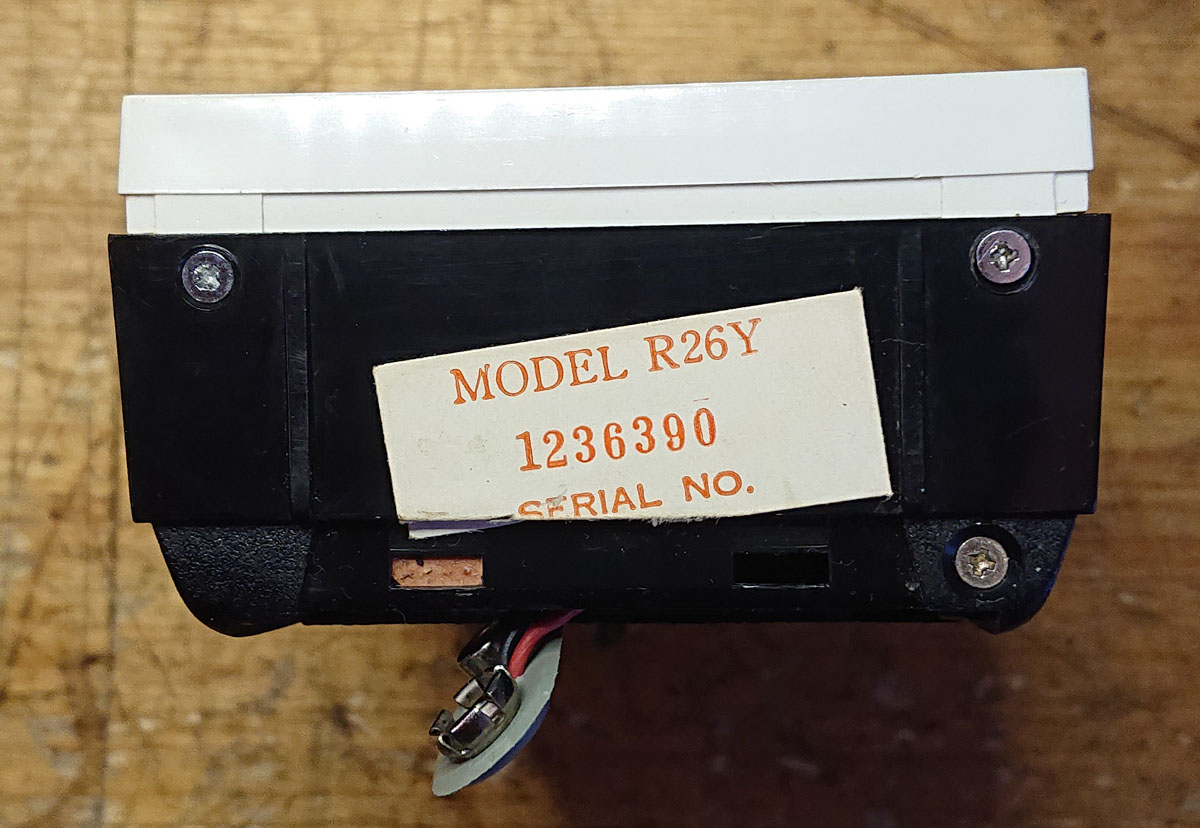 MODEL R26Y
1236390
SERIAL NO.